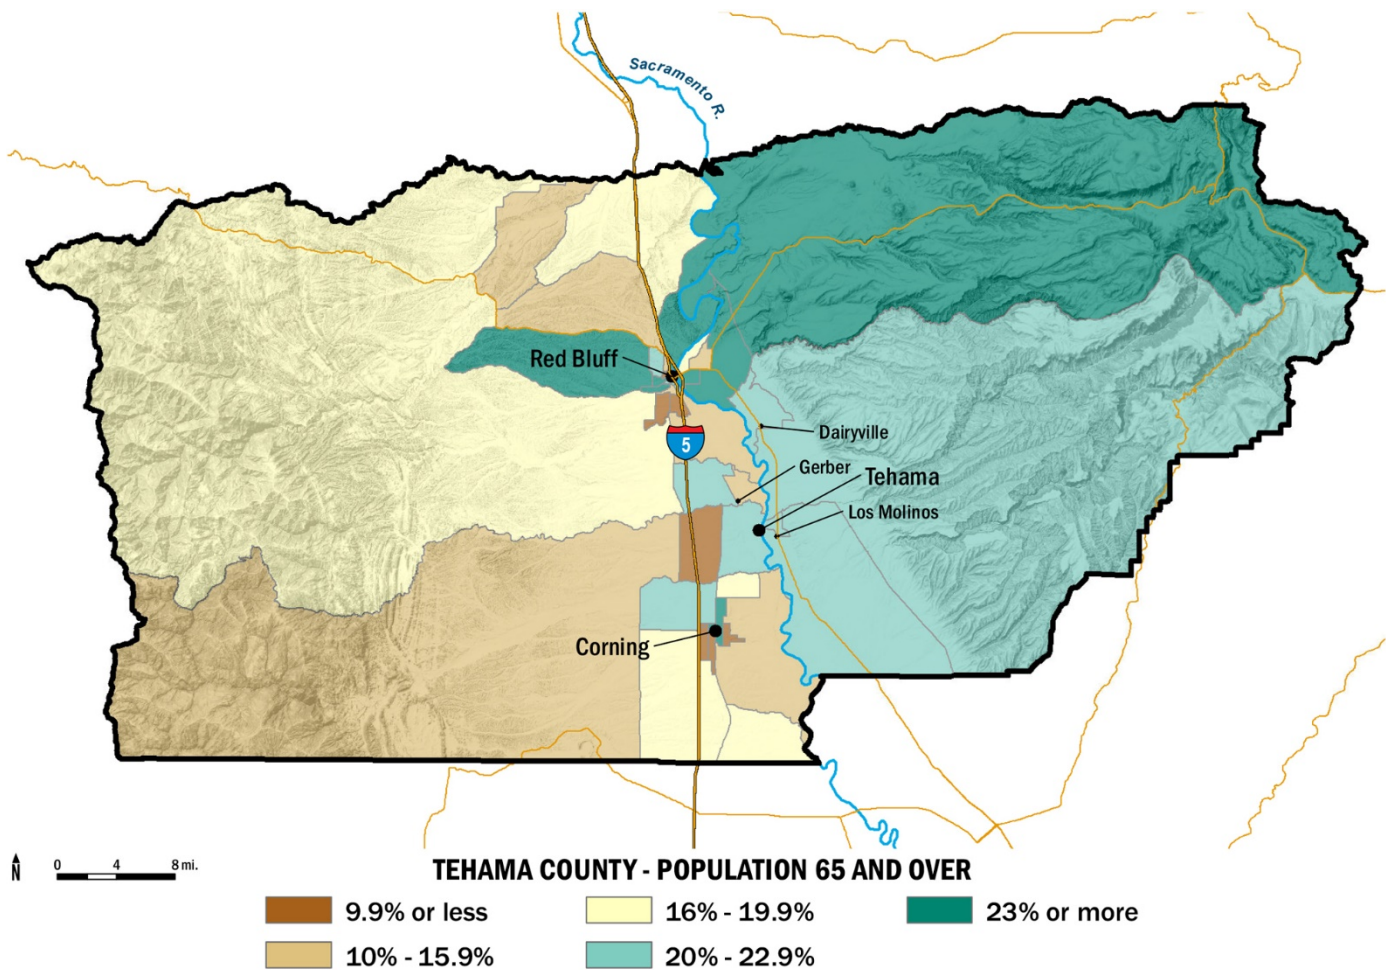 Sacramento R.
Red Bluff
5
Dairyville
Gerber
Tehama
Los Molinos
Corning
N
0 4 8 mi.
TEHAMA COUNTY - POPULATION 65 AND OVER
9.9% or less
16% - 19.9%
23% or more
10% - 15.9%
20% - 22.9%